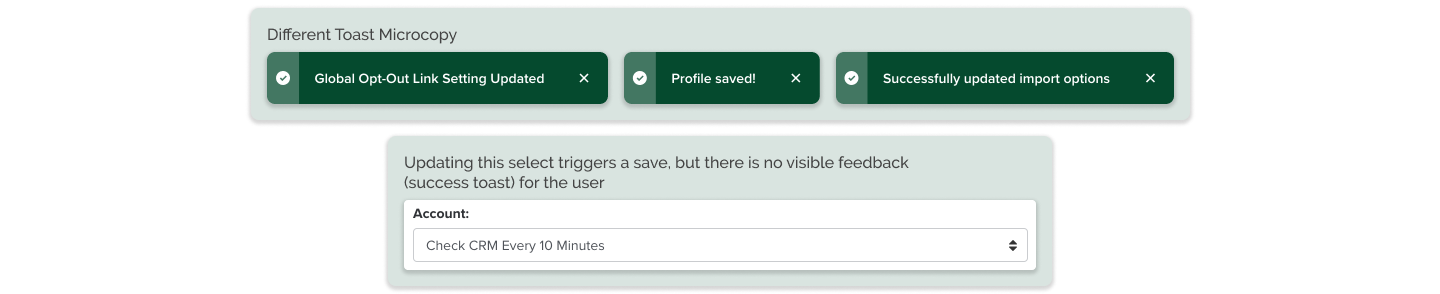 Different Toast Microcopy
Global Opt-Out Link Setting Updated
Profile saved!
Successfully updated import options
Updating this select triggers a save, but there is no visible feedback
(success toast) for the user
Account:
Check CRM Every 10 Minutes